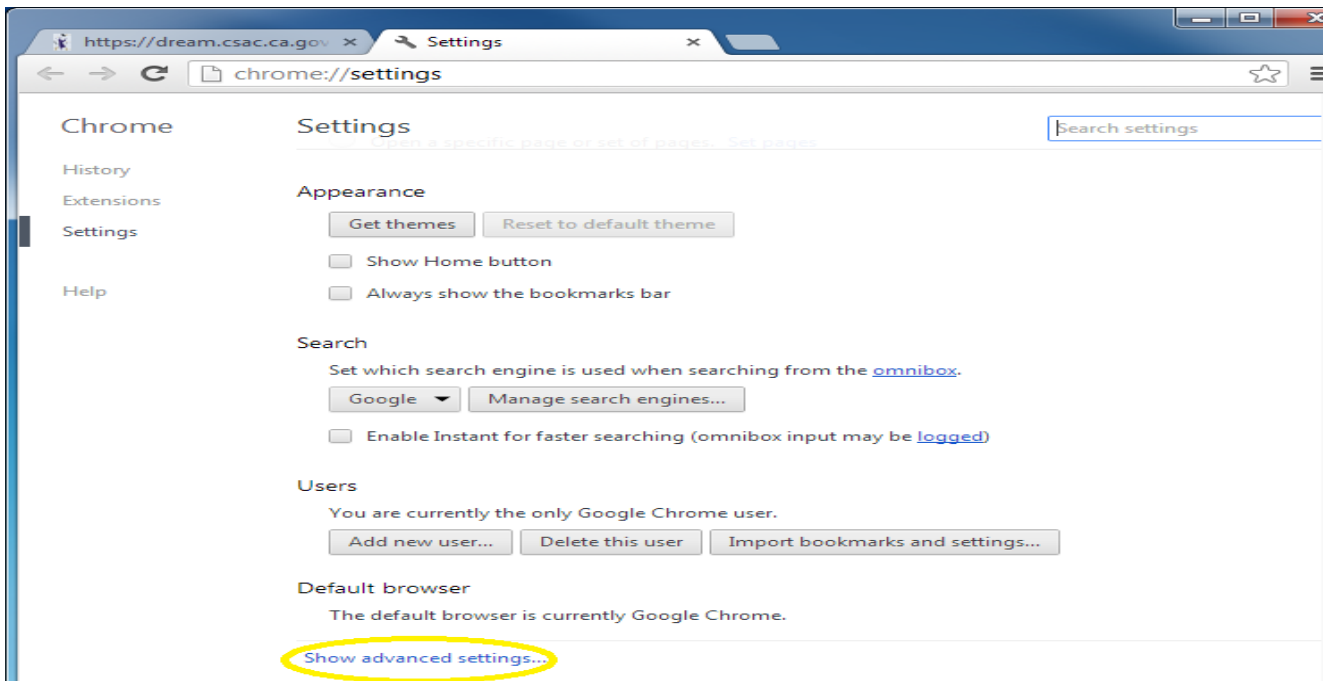 https://dream.csac.ca.gov
Settings
chrome://settings
Chrome
Settings
Search settings
Open a specific page or set of pages. Set pages
History
Extensions
Settings
Help
Appearance
Get themes
Reset to default theme
Show Home button
Always show the bookmarks bar
Search
Set which search engine is used when searching from the omnibox.
Google
Manage search engines...
Enable Instant for faster searching (omnibox input may be logged)
Users
You are currently the only Google Chrome user.
Add new user...
Delete this user
Import bookmarks and settings...
Default browser
The default browser is currently Google Chrome.
Show advanced settings...